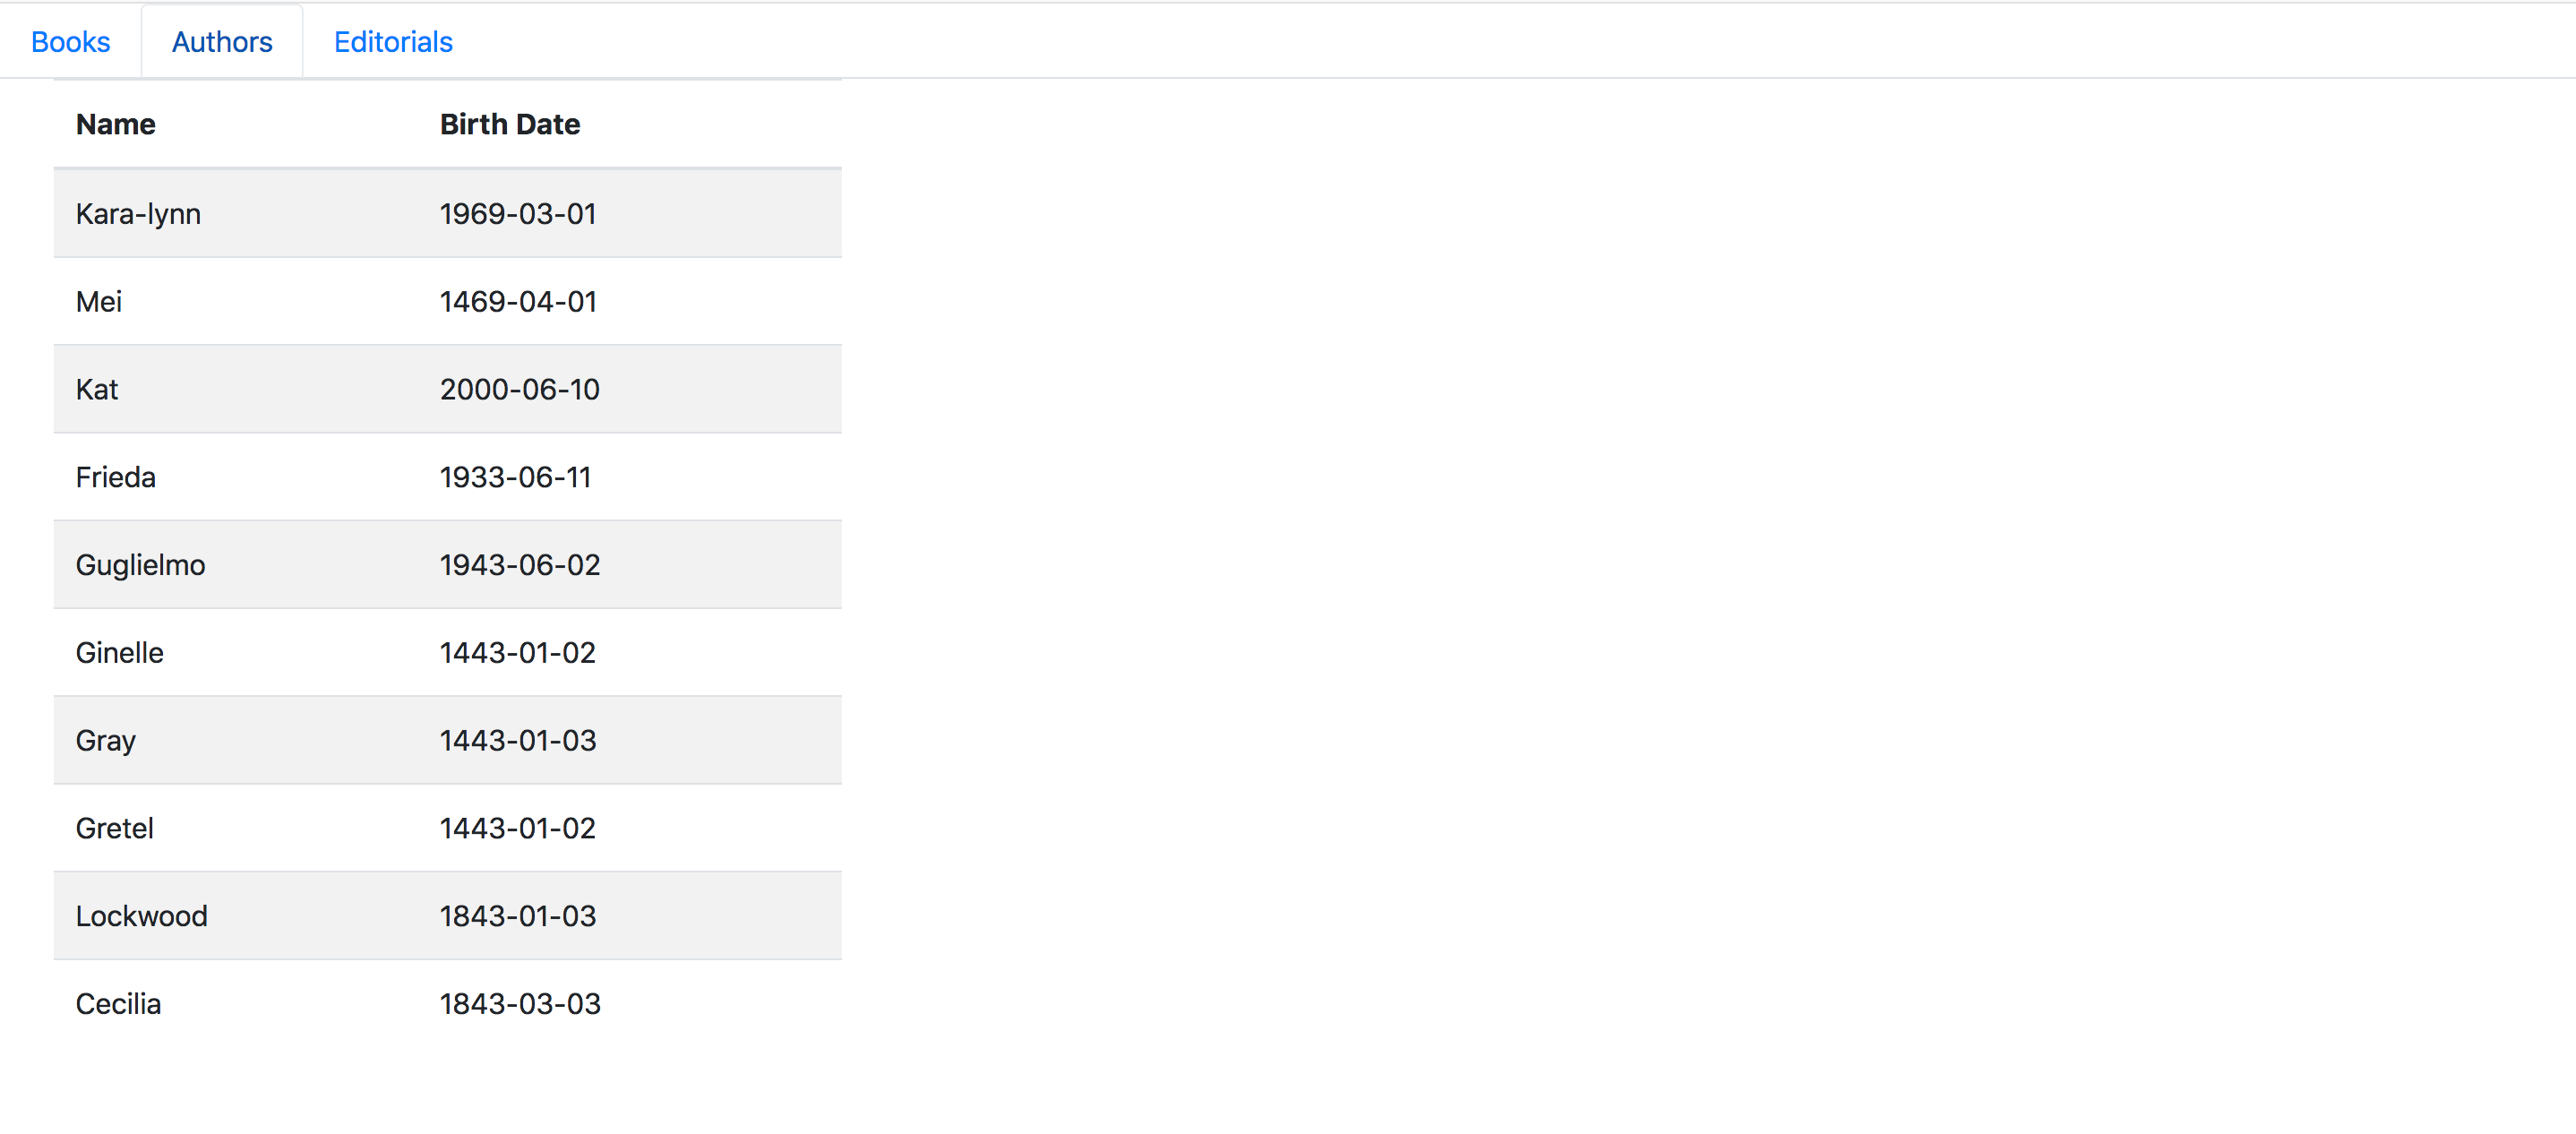 Books Authors Editorials
Name Birth Date
Kara-lynn 1969-03-01
Mei 1469-04-01
Kat 2000-06-10
Frieda 1933-06-11
Guglielmo 1943-06-02
Ginelle 1443-01-02
Gray 1443-01-03
Gretel 1443-01-02
Lockwood 1843-01-03
Cecilia 1843-03-03